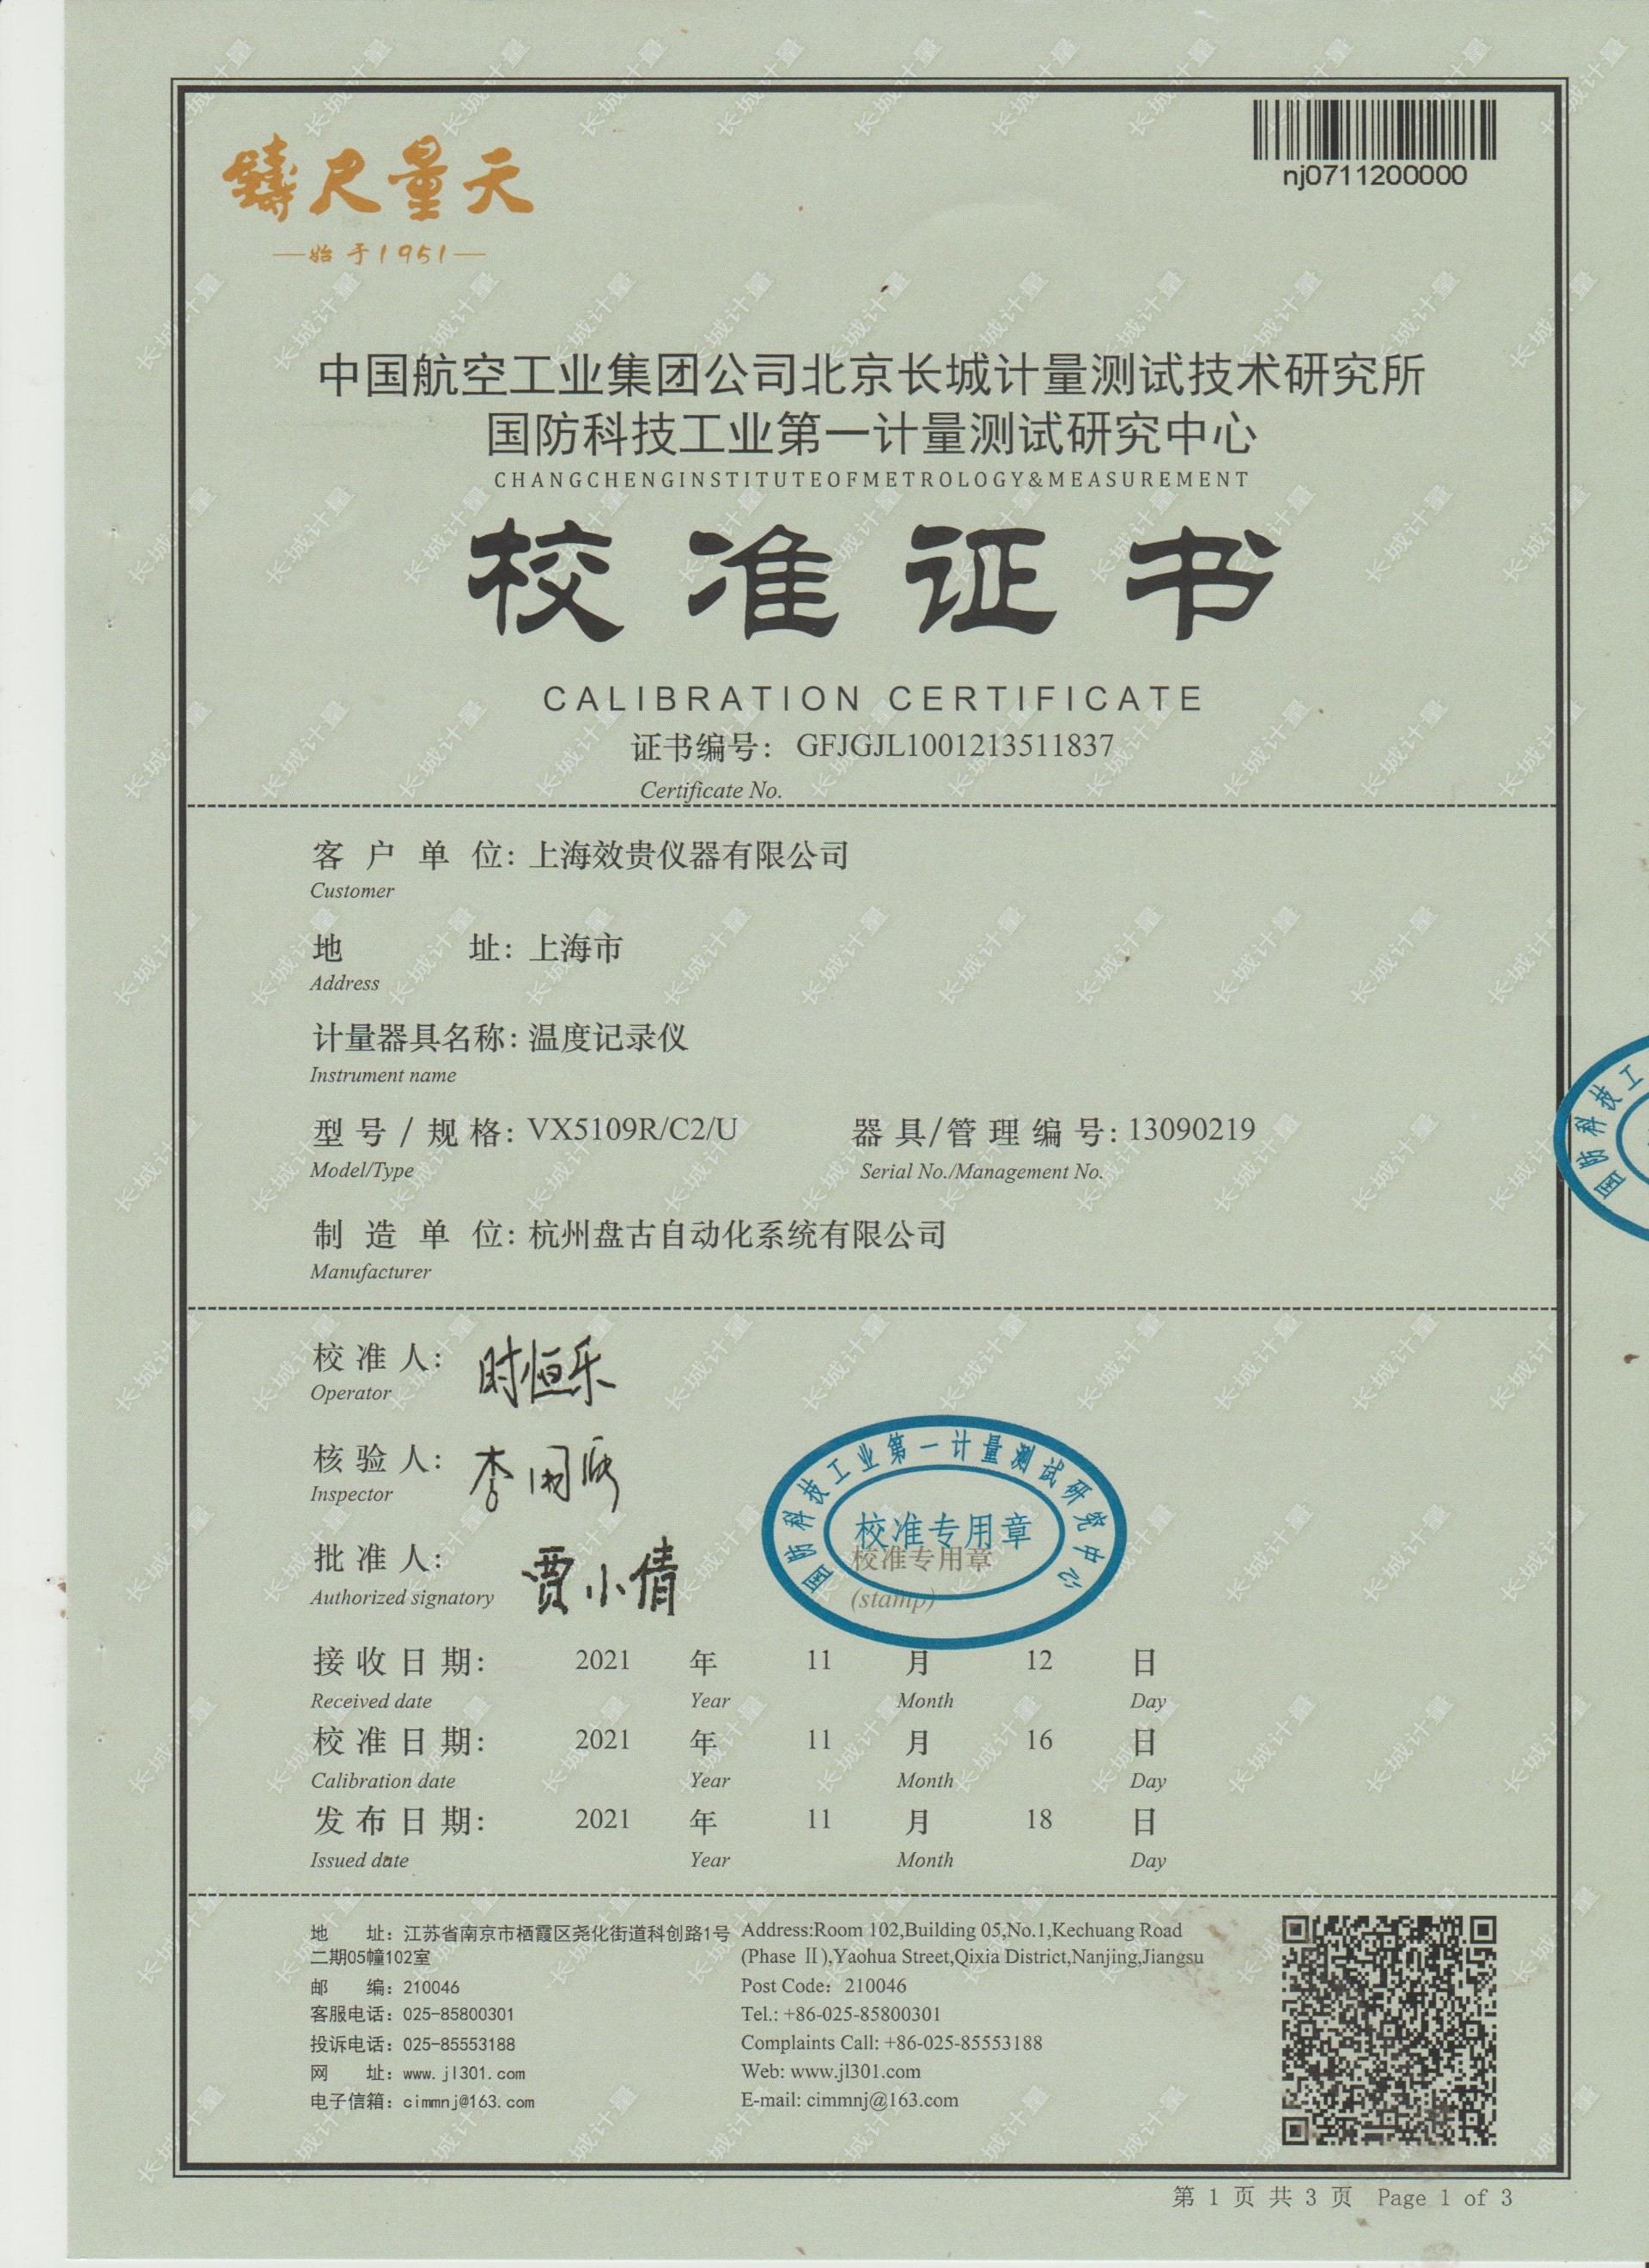 鑄尺量天
—始于1951—
nj0711200000
中国航空工业集团公司北京长城计量测试技术研究所
国防科技工业第一计量测试研究中心
CHANGCHENGINSTITUTEOFMETROLOGY&MEASUREMENT
校准证书
CALIBRATION CERTIFICATE
证书编号: GFJGJL1001213511837
Certificate No.
客户单位: 上海效贵仪器有限公司
Customer
地址: 上海市
Address
计量器具名称: 温度记录仪
Instrument name
型号/规格: VX5109R/C2/U 器具/管理编号: 13090219
Model/Type Serial No./Management No.
制造单位: 杭州盘古自动化系统有限公司
Manufacturer
校准人: 时恒乐
Operator
核验人: 李
Inspector
批准人: 贾小倩
Authorized signatory
国防科技工业第一计量测试研究中心
校准专用章
校准专用章
(stamp)
国防科技工
接收日期: 2021 年 11 月 12 日
Received date Year Month Day
校准日期: 2021 年 11 月 16 日
Calibration date Year Month Day
发布日期: 2021 年 11 月 18 日
Issued date Year Month Day
地 址: 江苏省南京市栖霞区尧化街道科创路1号
二期05幢102室
邮 编: 210046
客服电话: 025-85800301
投诉电话: 025-85553188
网 址: www.jl301.com
电子信箱: cimmnj@163.com
Address:Room 102,Building 05,No.1,Kechuang Road
(Phase Ⅱ),Yaohua Street,Qixia District,Nanjing,Jiangsu
Post Code: 210046
Tel.: +86-025-85800301
Complaints Call: +86-025-85553188
Web: www.jl301.com
E-mail: cimmnj@163.com
第 1 页 共 3 页 Page 1 of 3
长城计量